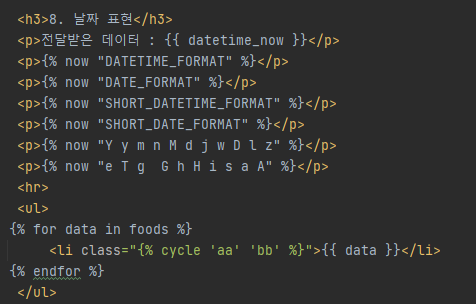 <h3>8. 날짜 표현</h3>
<p>전달받은 데이터 : {{ datetime_now }}</p>
<p>{% now "DATETIME_FORMAT" %}</p>
<p>{% now "DATE_FORMAT" %}</p>
<p>{% now "SHORT_DATETIME_FORMAT" %}</p>
<p>{% now "SHORT_DATE_FORMAT" %}</p>
<p>{% now "Y y m n M d j w D l z" %}</p>
<p>{% now "e T g  G h H i s a A" %}</p>
<hr>
<ul>
{% for data in foods %}
    <li class="{% cycle 'aa' 'bb' %}">{{ data }}</li>
{% endfor %}
</ul>